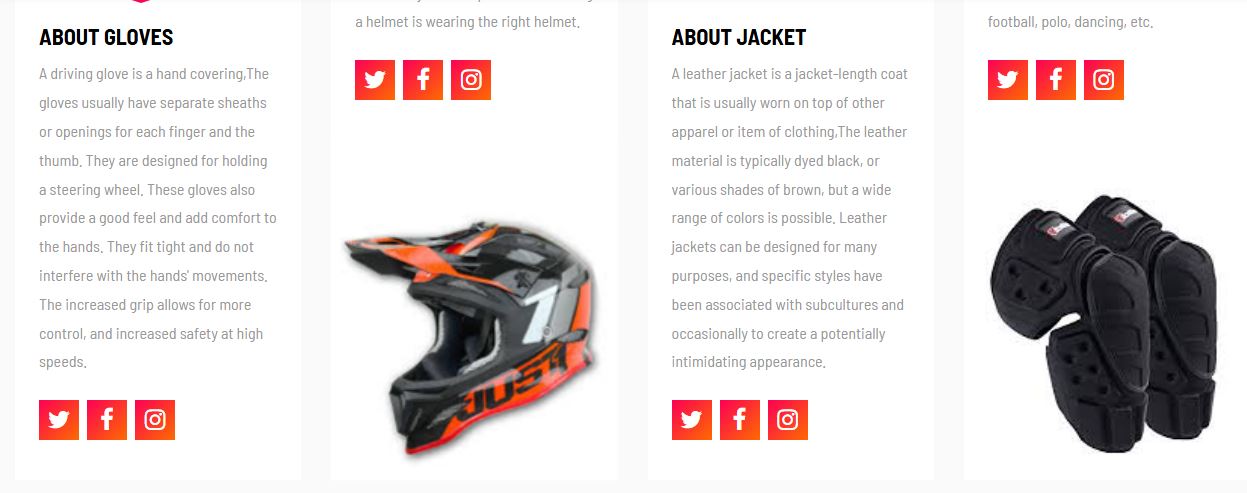 ABOUT GLOVES
A driving glove is a hand covering,The
gloves usually have separate sheaths
or openings for each finger and the
thumb. They are designed for holding
a steering wheel. These gloves also
provide a good feel and add comfort to
the hands. They fit tight and do not
interfere with the hands' movements.
The increased grip allows for more
control, and increased safety at high
speeds.
a helmet is wearing the right helmet.
JUST1
1
ABOUT JACKET
A leather jacket is a jacket-length coat
that is usually worn on top of other
apparel or item of clothing,The leather
material is typically dyed black, or
various shades of brown, but a wide
range of colors is possible. Leather
jackets can be designed for many
purposes, and specific styles have
been associated with subcultures and
occasionally to create a potentially
intimidating appearance.
football, polo, dancing, etc.